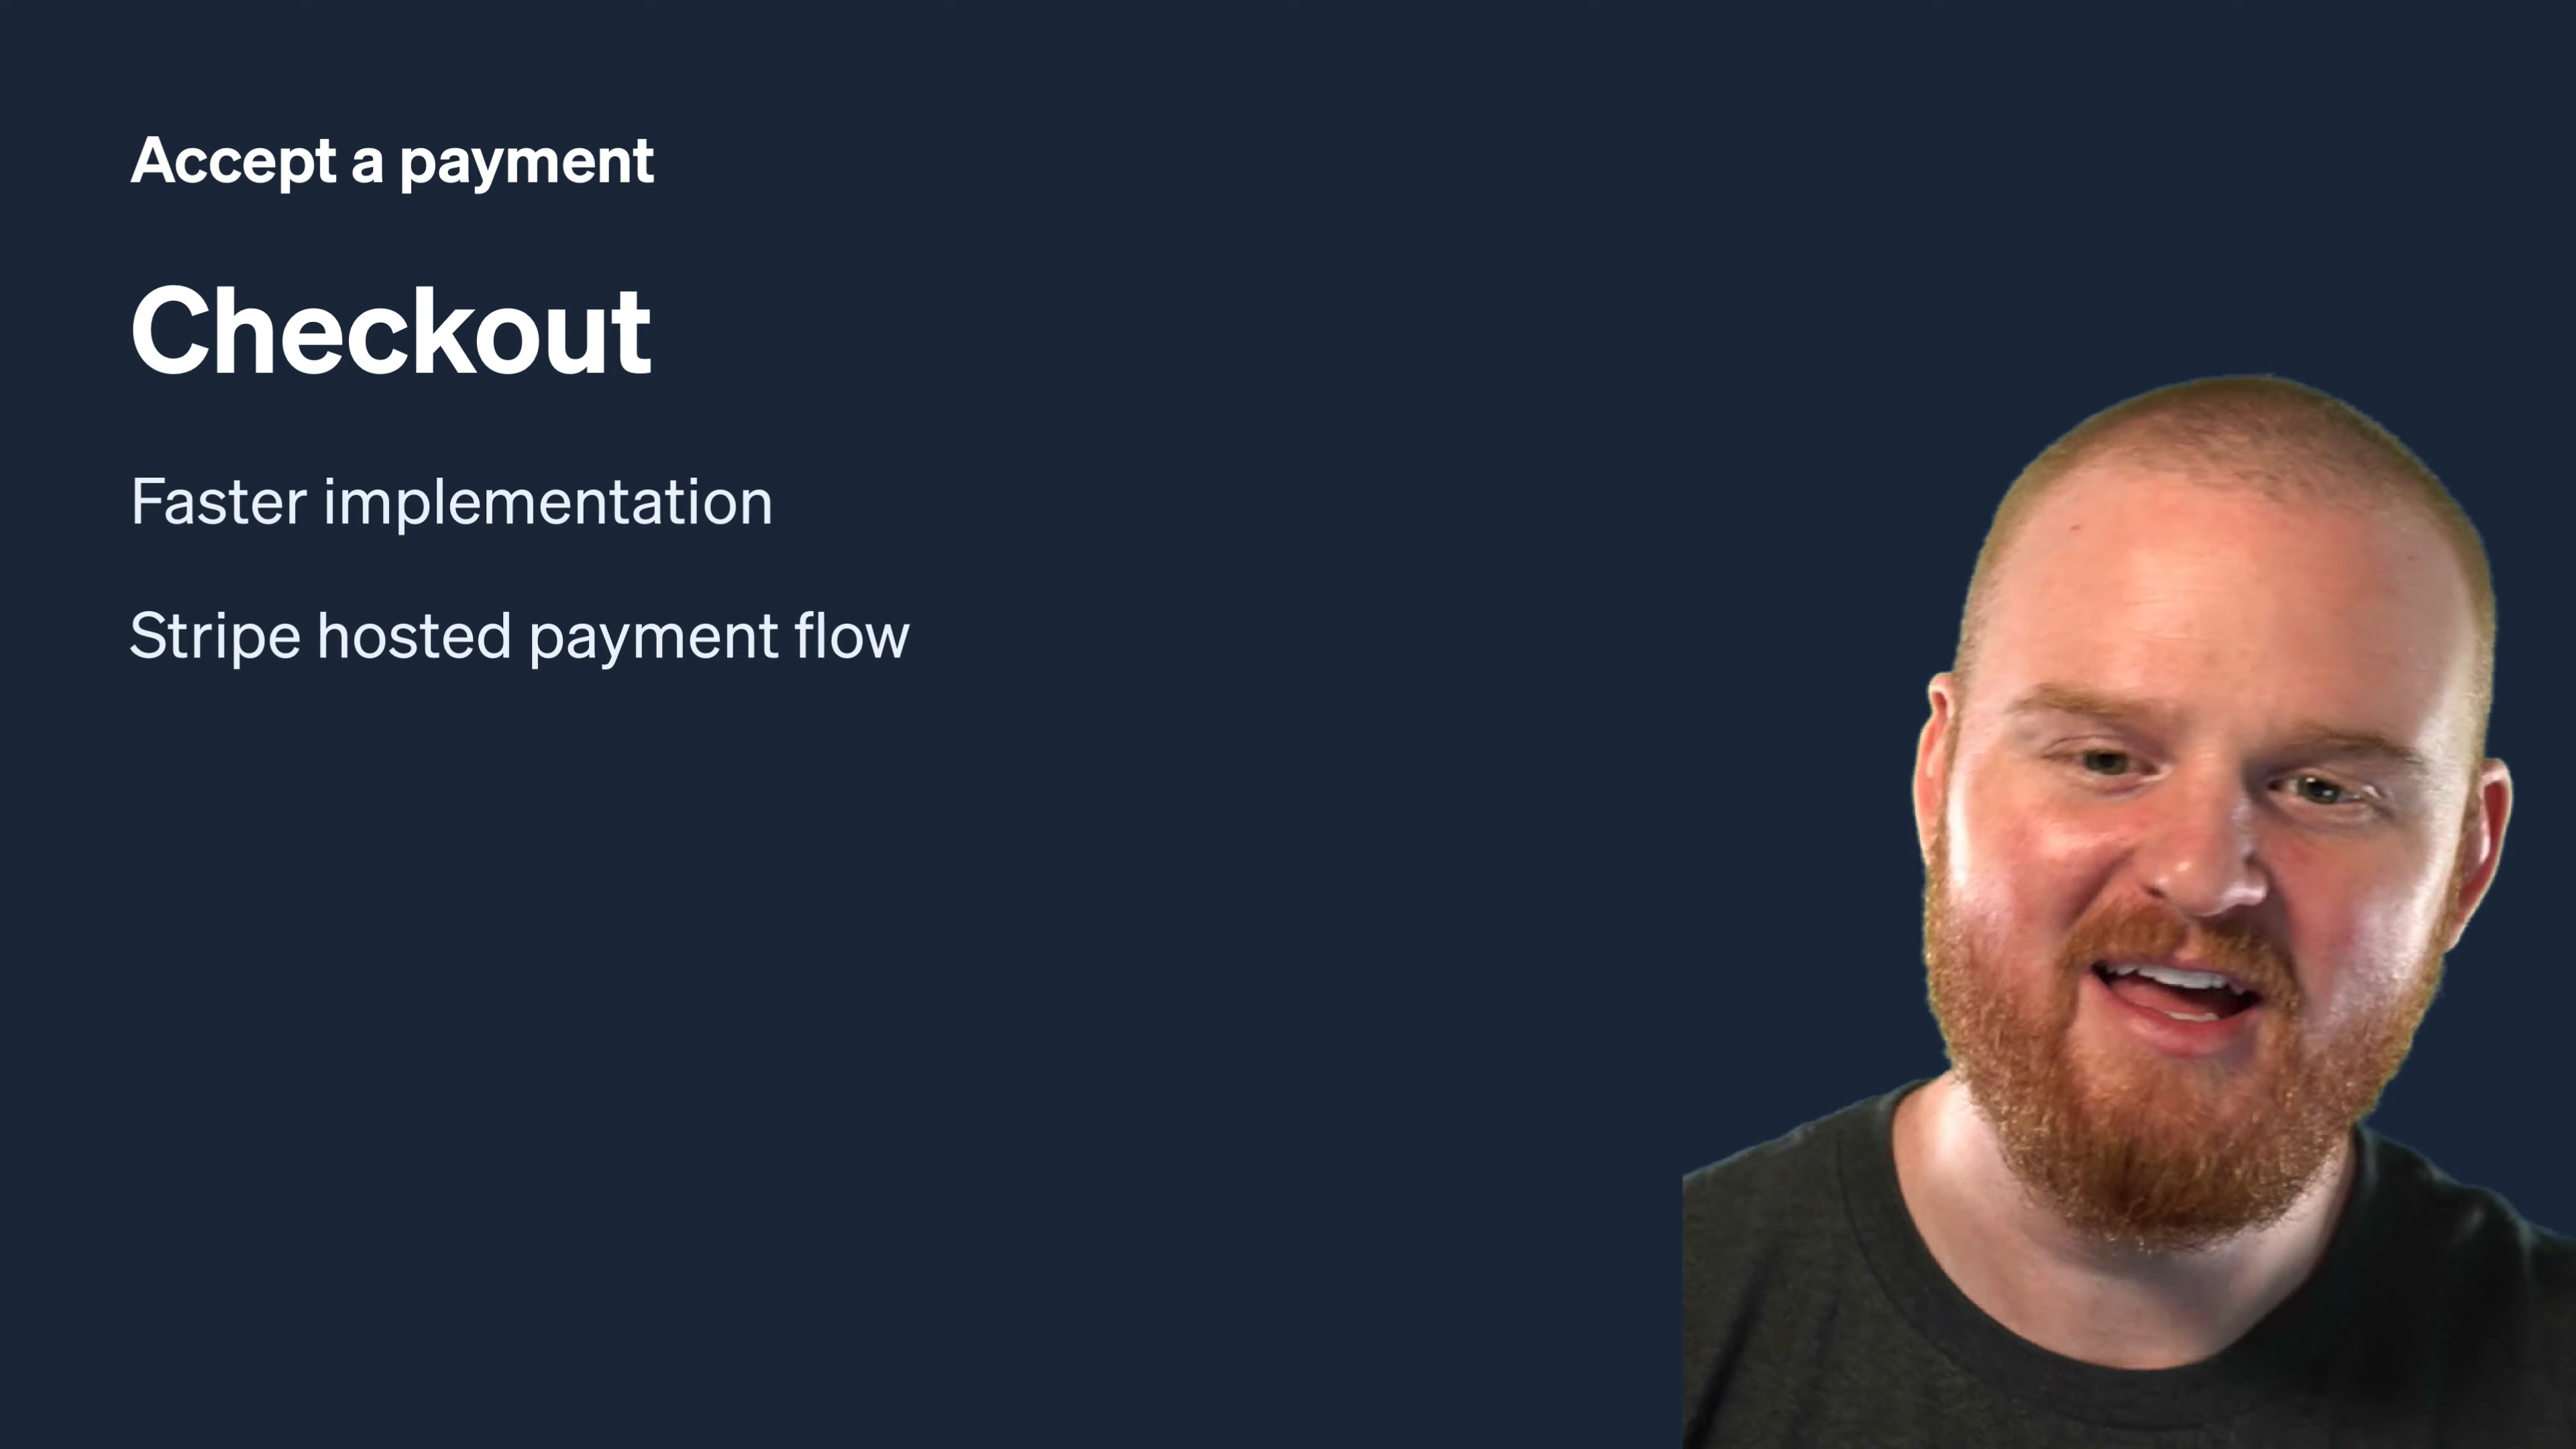 Accept a payment
Checkout
Faster implementation
Stripe hosted payment flow